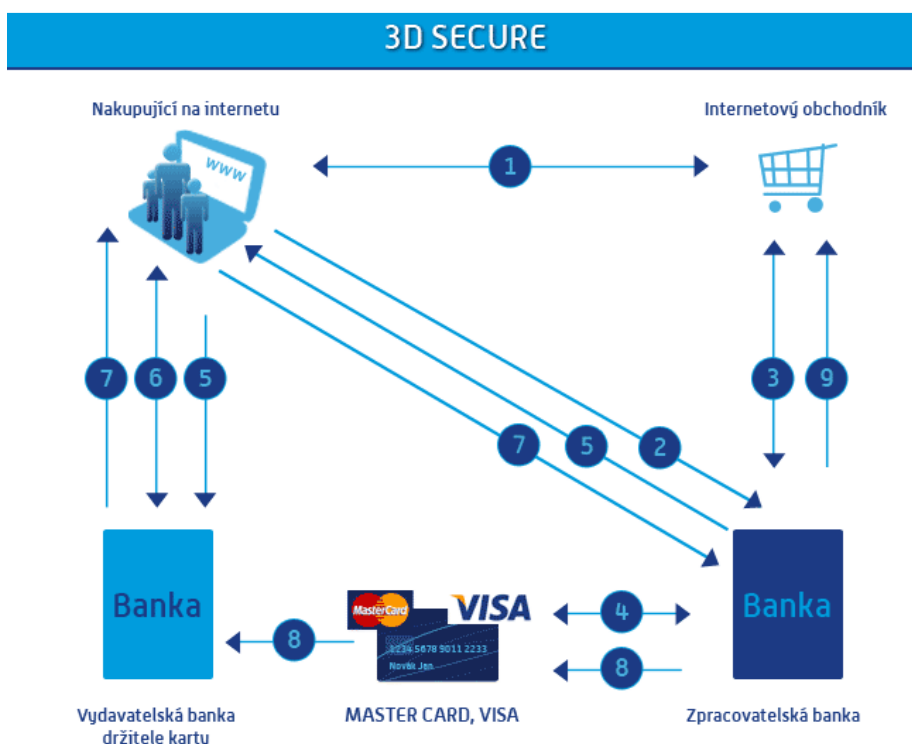 3D SECURE
Nakupující na internetu
Internetový obchodník
www
1
7
6
5
3
9
7
5
2
Banka
MasterCard
VISA
4
Banka
8
1234 5678 9011 2233
Novák Jan
8
Vydavatelská banka
držitele kartu
MASTER CARD, VISA
Zpracovatelská banka